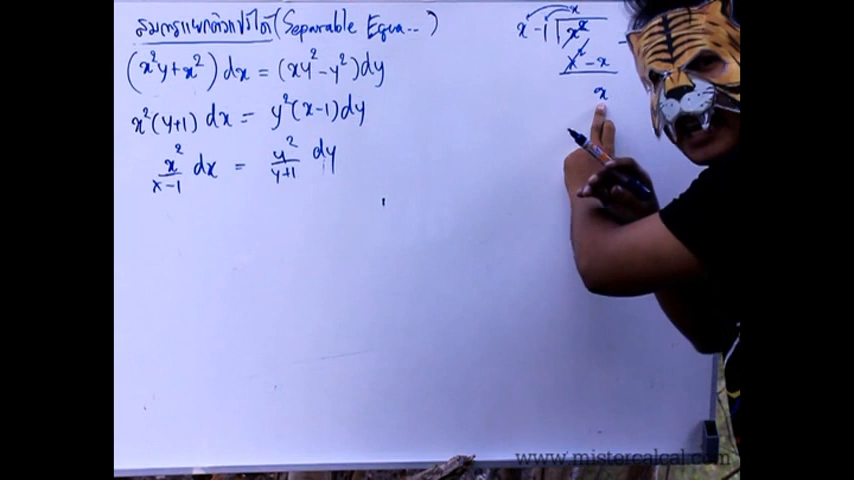 สมการแยกตัวแปรได้ (Separable Equa...)
(x²y + x²) dx = (xy² - y²) dy
x²(y+1) dx = y²(x-1) dy
x²/(x-1) dx = y²/(y+1) dy
x
x - 1 x²
x² - x
x
www.mistercalcal.com